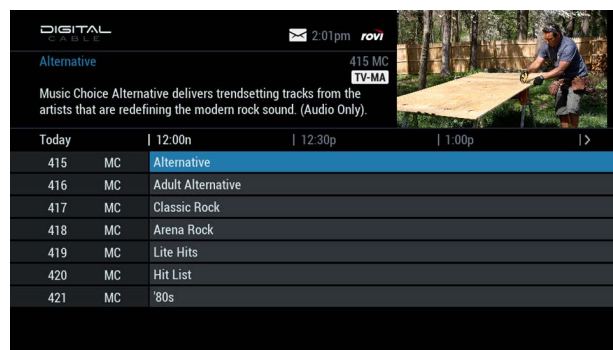 DIGITAL
CABLE
2:01pm rovi
Alternative 415 MC
TV-MA
Music Choice Alternative delivers trendsetting tracks from the
artists that are redefining the modern rock sound. (Audio Only).
Today 12:00n 12:30p 1:00p
415 MC Alternative
416 MC Adult Alternative
417 MC Classic Rock
418 MC Arena Rock
419 MC Lite Hits
420 MC Hit List
421 MC '80s